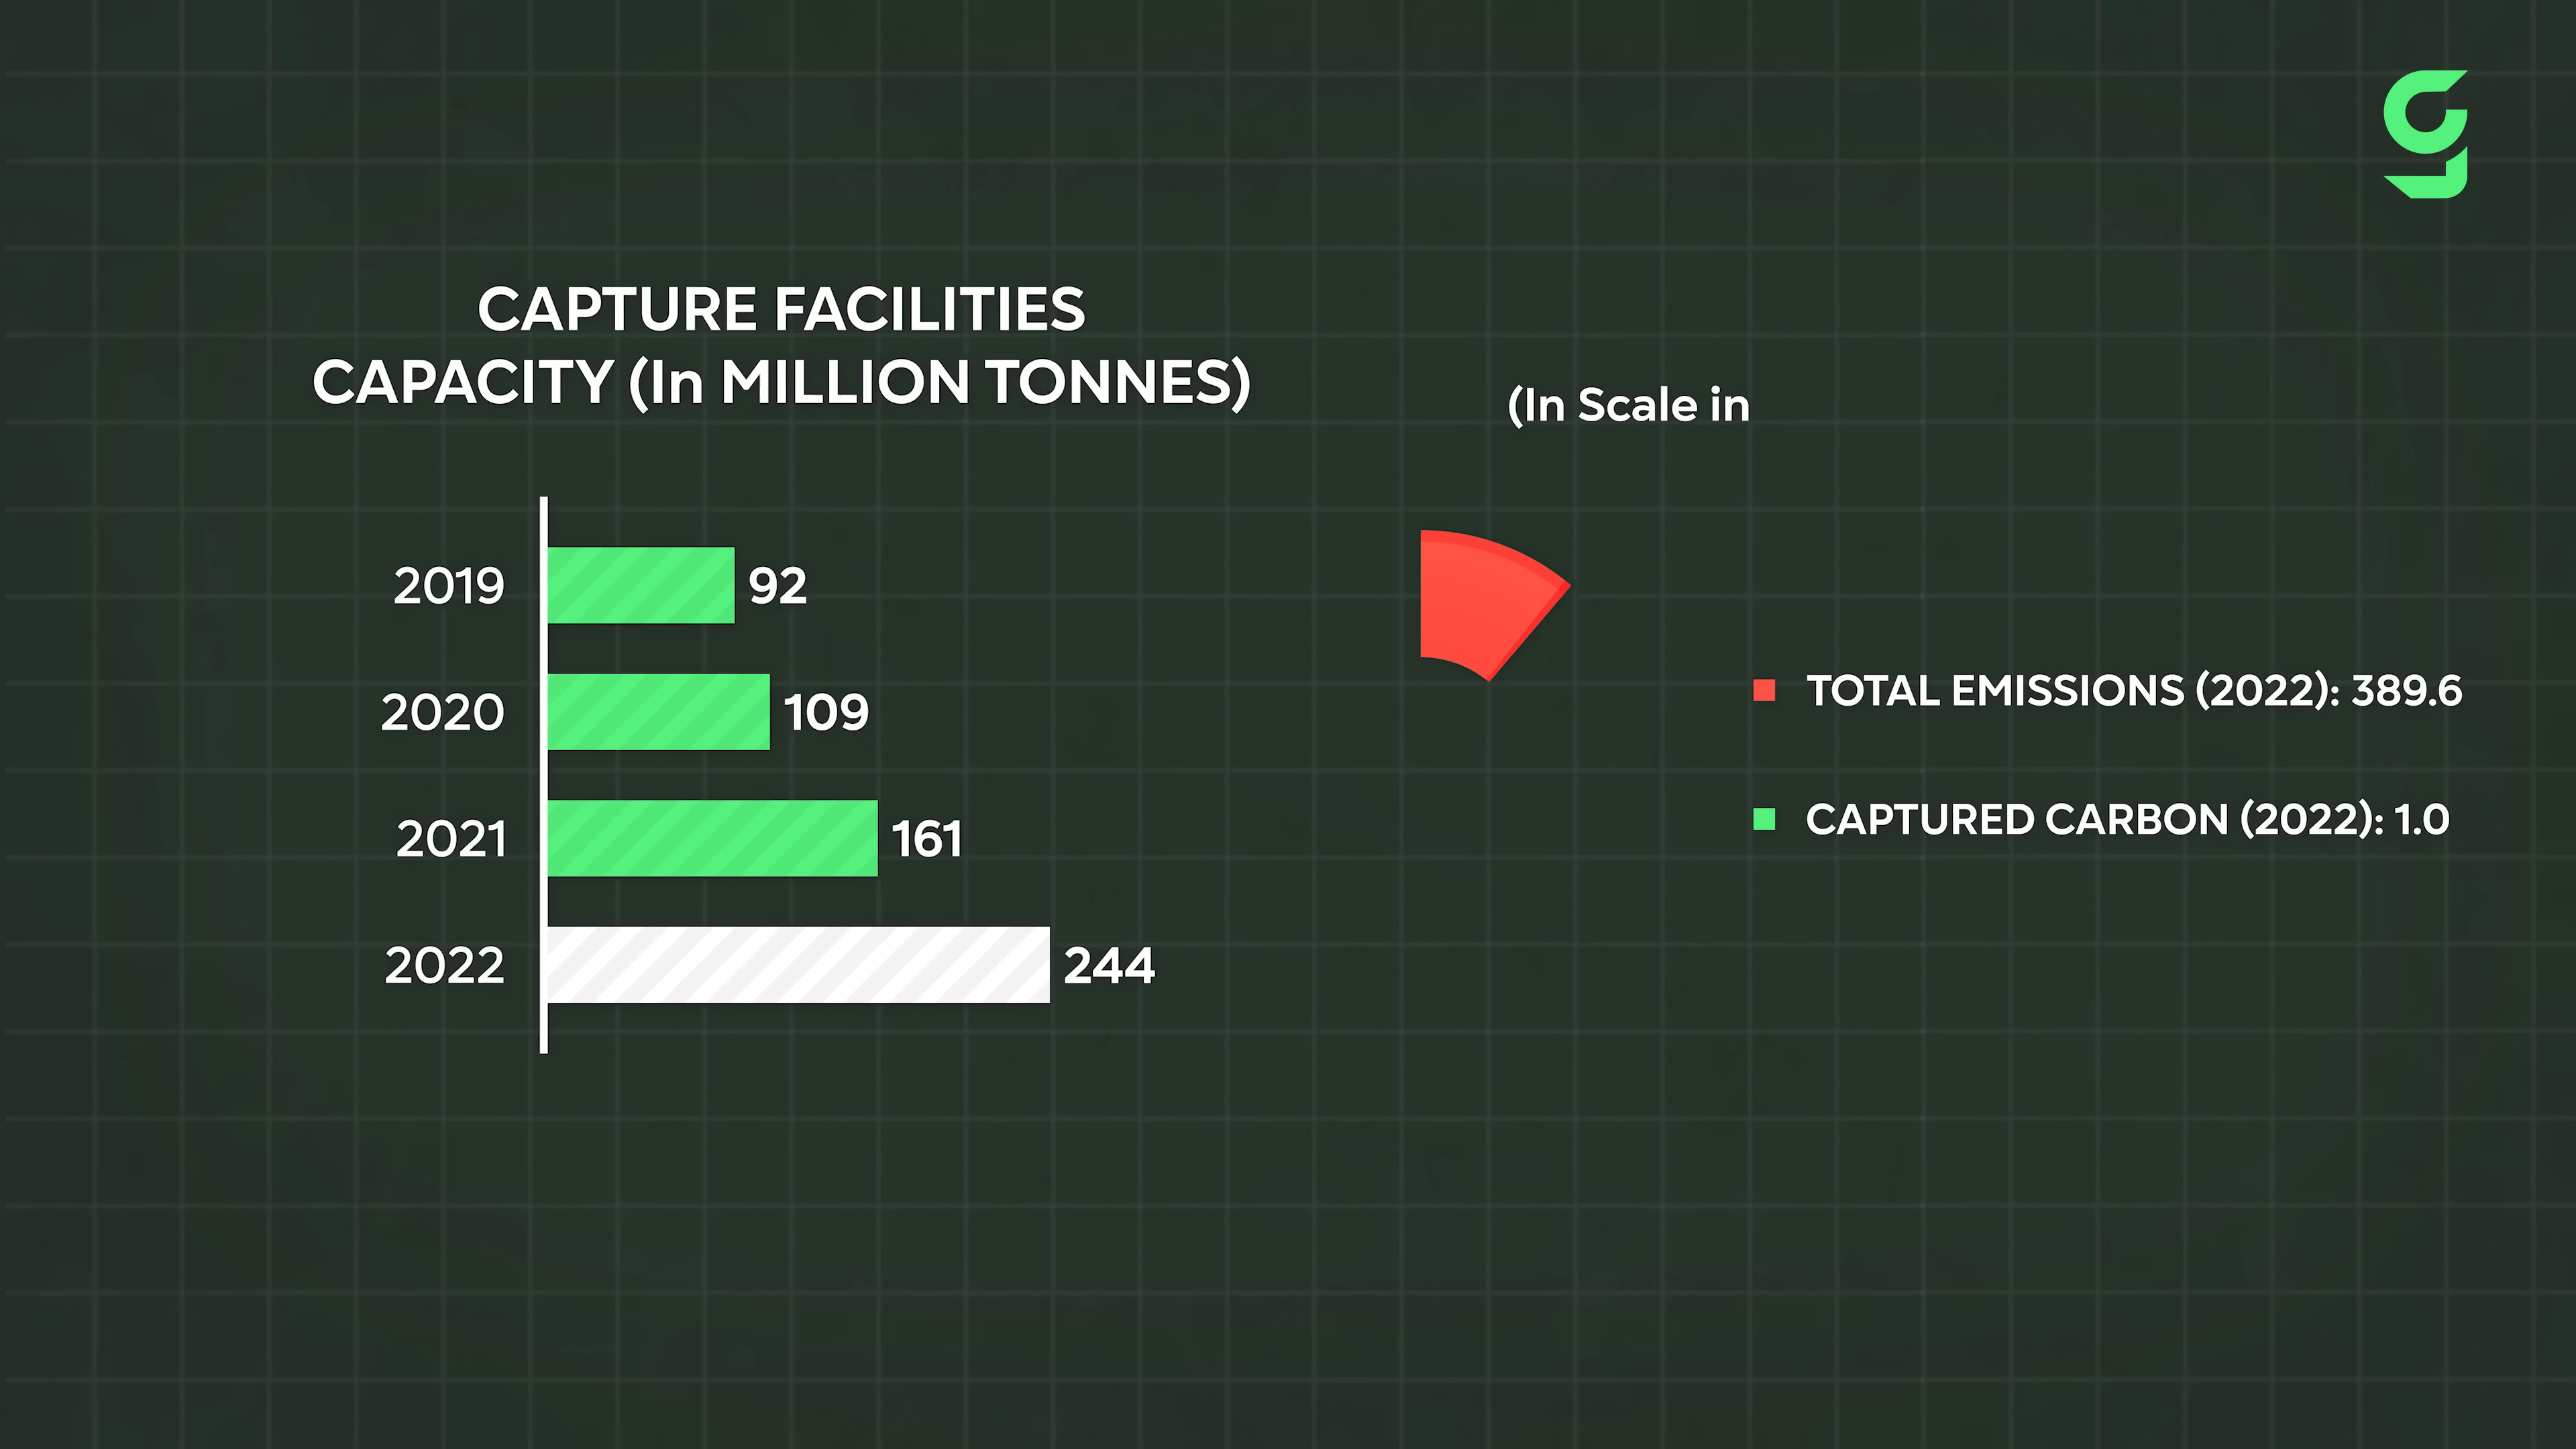 CAPTURE FACILITIES
CAPACITY (In MILLION TONNES)
2019 92
2020 109
2021 161
2022 244
(In Scale in
TOTAL EMISSIONS (2022): 389.6
CAPTURED CARBON (2022): 1.0